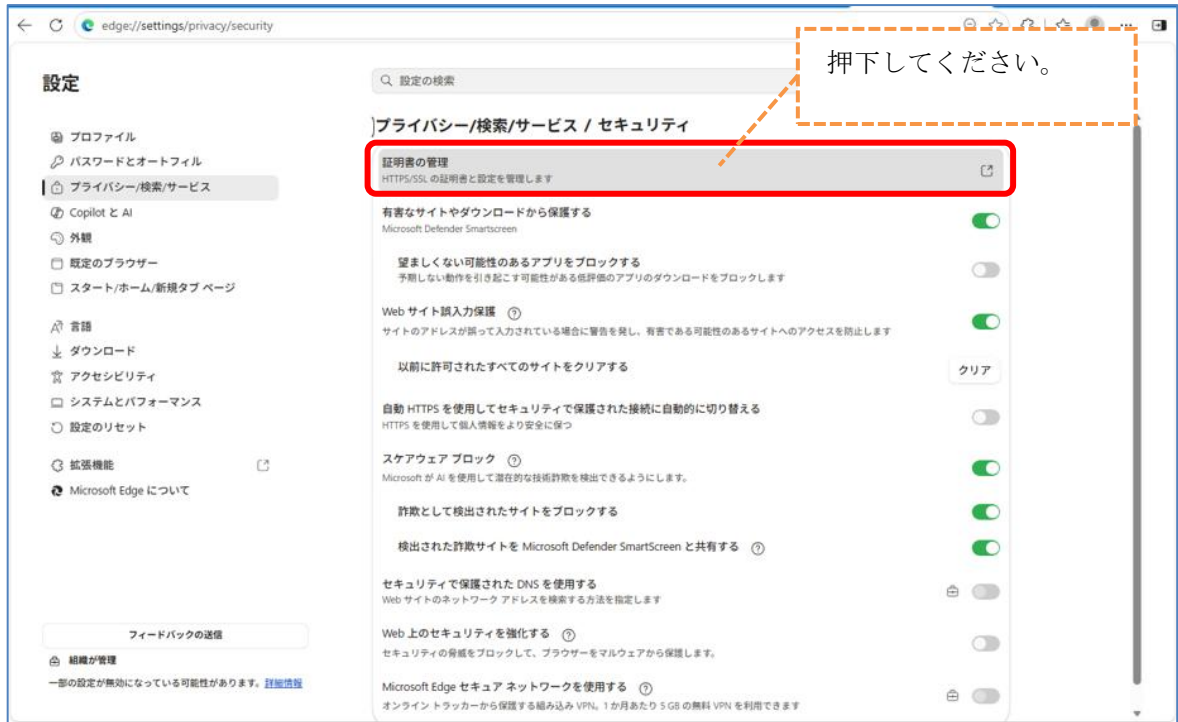 edge://settings/privacy/security
押下してください。
設定
設定の検索
プロファイル
パスワードとオートフィル
プライバシー/検索/サービス
Copilot と AI
外観
既定のブラウザー
スタート/ホーム/新規タブ ページ
言語
ダウンロード
アクセシビリティ
システムとパフォーマンス
設定のリセット
拡張機能
Microsoft Edge について
フィードバックの送信
組織が管理
一部の設定が無効になっている可能性があります。詳細情報
プライバシー/検索/サービス / セキュリティ
証明書の管理
HTTPS/SSL の証明書と設定を管理します
有害なサイトやダウンロードから保護する
Microsoft Defender Smartscreen
望ましくない可能性のあるアプリをブロックする
予期しない動作を引き起こす可能性がある低評価のアプリのダウンロードをブロックします
Web サイト誤入力保護
サイトのアドレスが誤って入力されている場合に警告を発し、有害である可能性のあるサイトへのアクセスを防止します
以前に許可されたすべてのサイトをクリアする
クリア
自動 HTTPS を使用してセキュリティで保護された接続に自動的に切り替える
HTTPS を使用して個人情報をより安全に保つ
スケアウェア ブロック
Microsoft が AI を使用して潜在的な技術詐欺を検出できるようにします。
詐欺として検出されたサイトをブロックする
検出された詐欺サイトを Microsoft Defender SmartScreen と共有する
セキュリティで保護された DNS を使用する
Web サイトのネットワーク アドレスを検索する方法を指定します
Web 上のセキュリティを強化する
セキュリティの脅威をブロックして、ブラウザーをマルウェアから保護します。
Microsoft Edge セキュア ネットワークを使用する
オンライン トラッカーから保護する組み込み VPN。1 か月あたり 5 GB の無料 VPN を利用できます